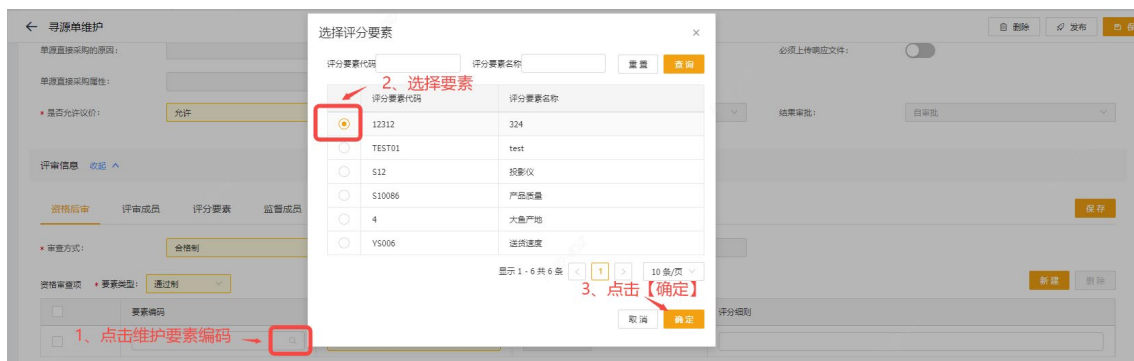 ← 寻源单维护
删除
发布
保
单源直接采购的原因：
单源直接采购属性：
* 是否允许议价：
允许
必须上传响应文件：
结果审批：
自审批
评审信息 收起
资格后审 评审成员 评分要素 监督成员
保存
* 审查方式：
合格制
资格审查项 * 要素类型： 通过制
新建 删除
要素编码
评分细则
1、点击维护要素编码
选择评分要素 ×
评分要素代码 评分要素名称 重置 查询
2、选择要素
评分要素代码 评分要素名称
12312 324
TEST01 test
S12 投影仪
S10086 产品质量
4 大鱼产地
YS006 送货速度
显示 1 - 6 共 6 条 < 1 > 10 条/页
3、点击【确定】
取消 确定